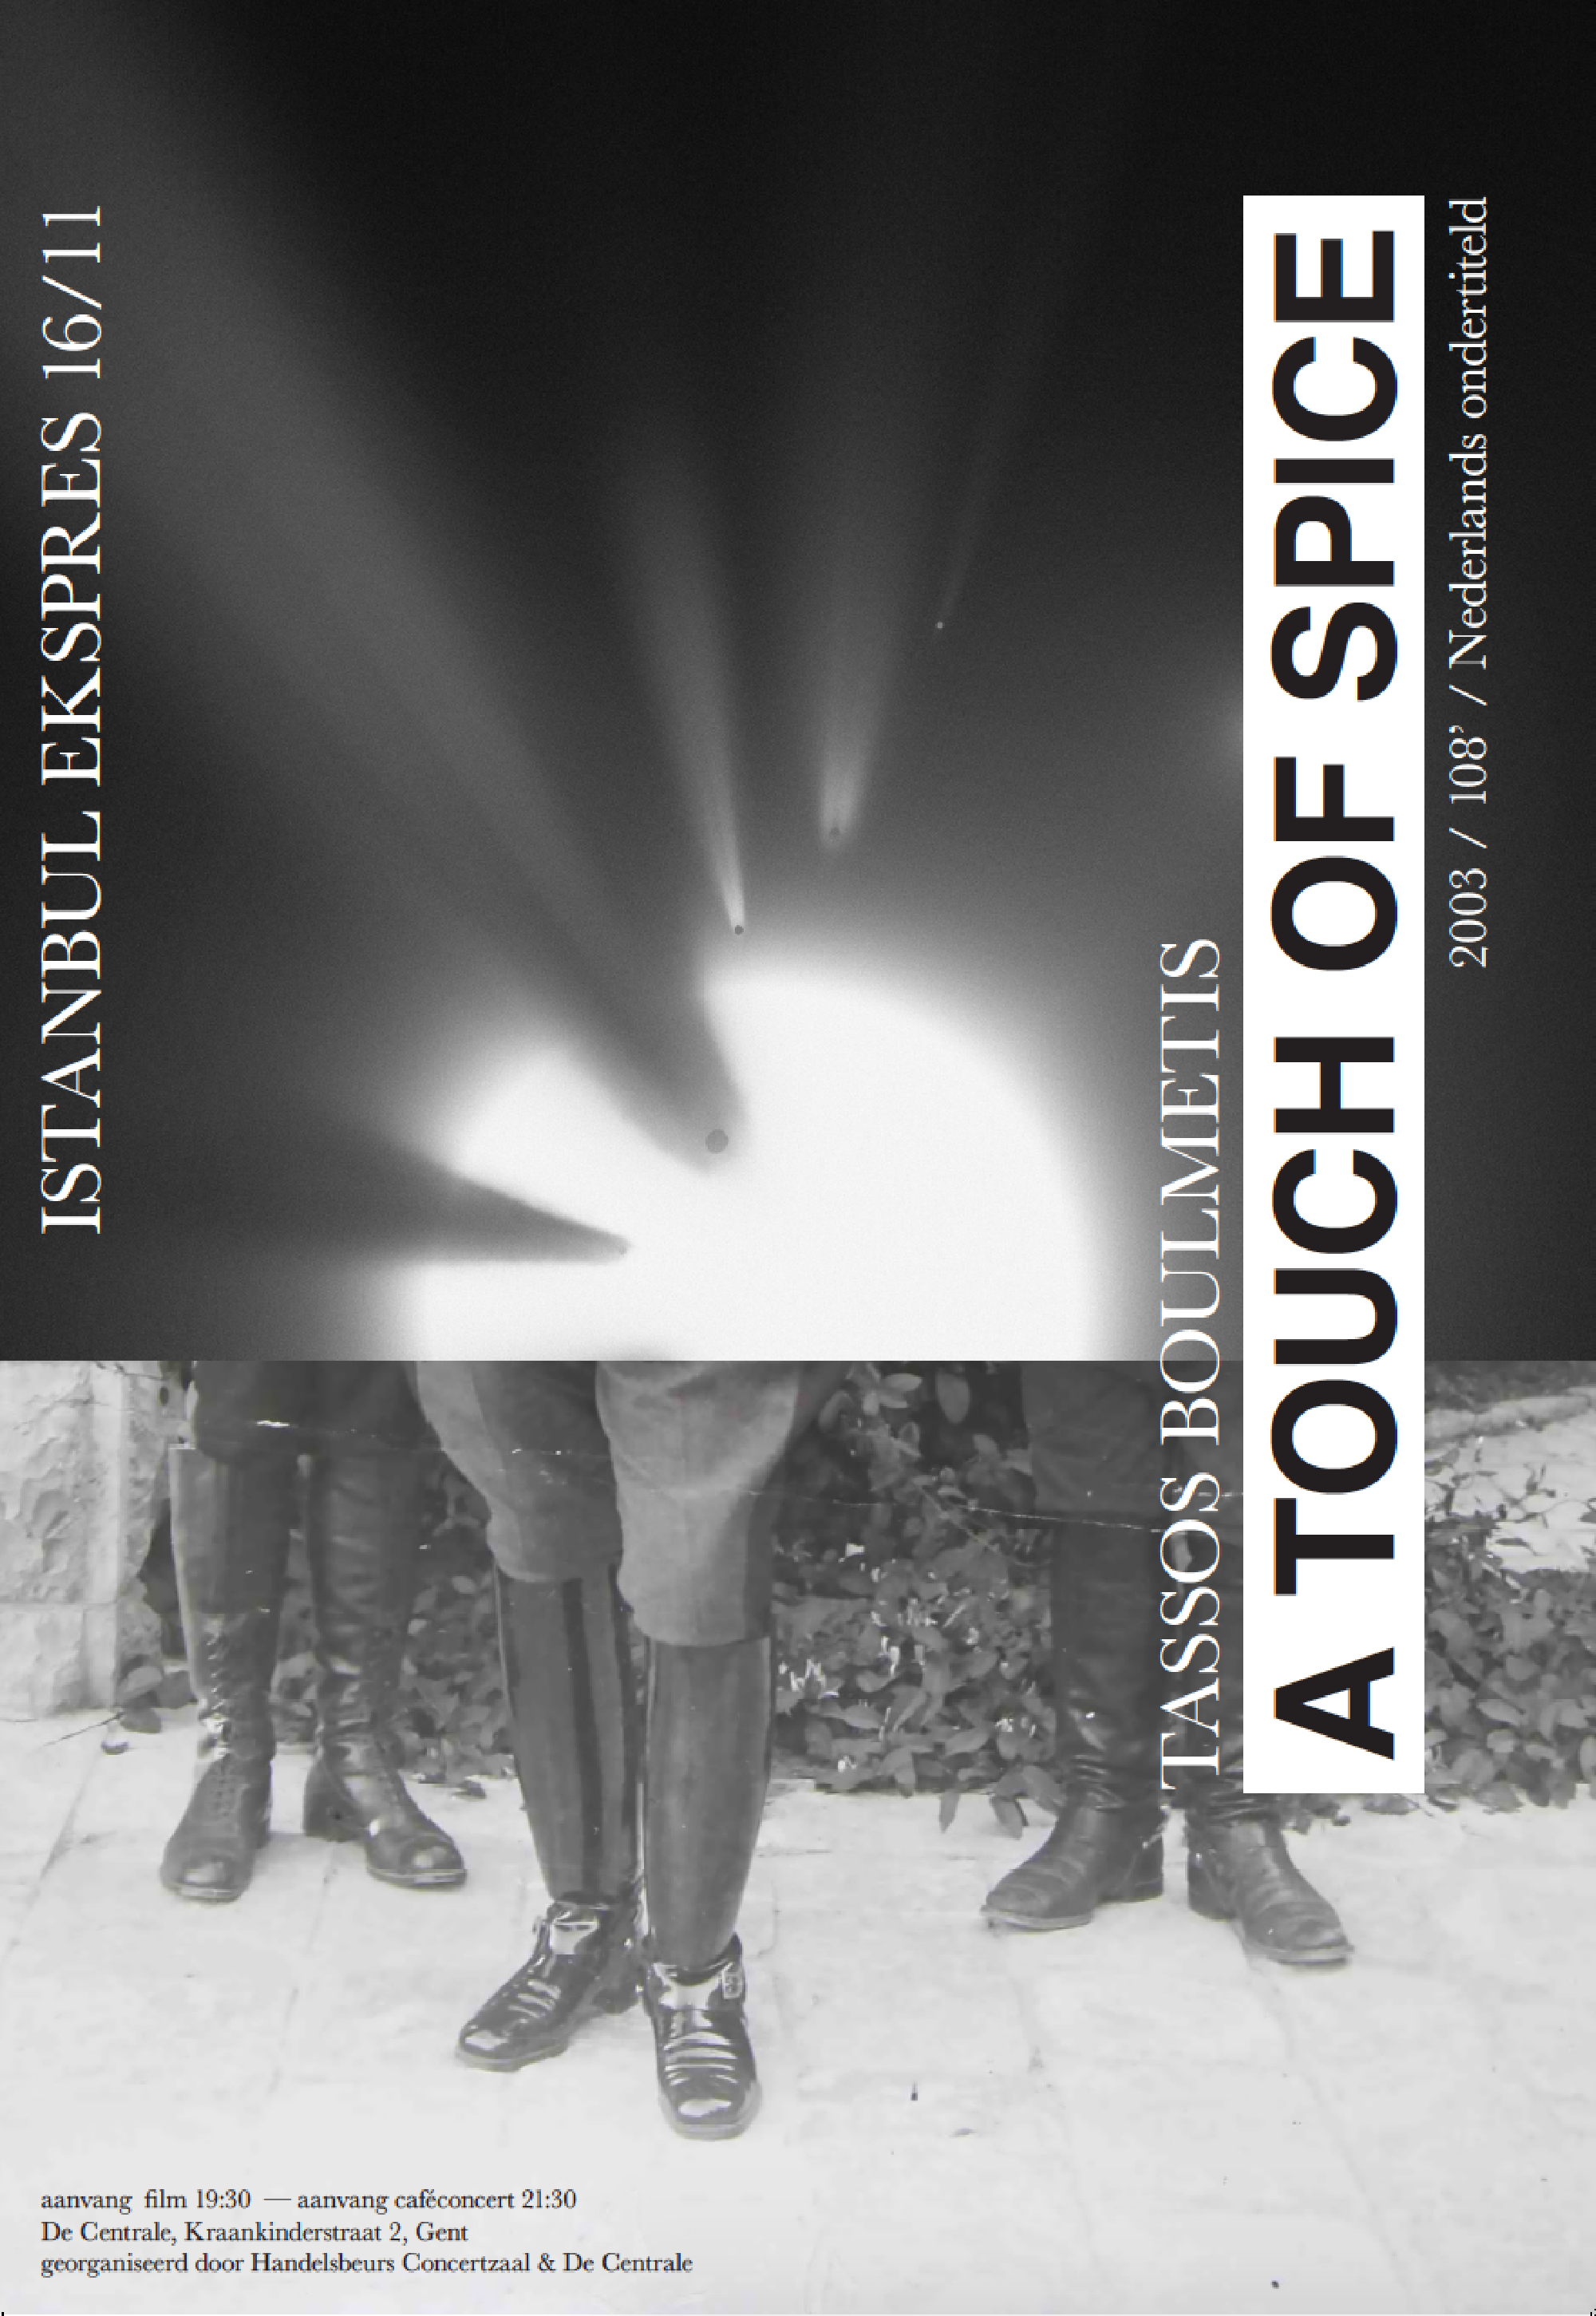 ISTANBUL EKSPRES 16/11
TASSOS BOULMETIS
A TOUCH OF SPICE
2003 / 108’ / Nederlands ondertiteld
aanvang film 19:30 — aanvang caféconcert 21:30
De Centrale, Kraankinderstraat 2, Gent
georganiseerd door Handelsbeurs Concertzaal & De Centrale